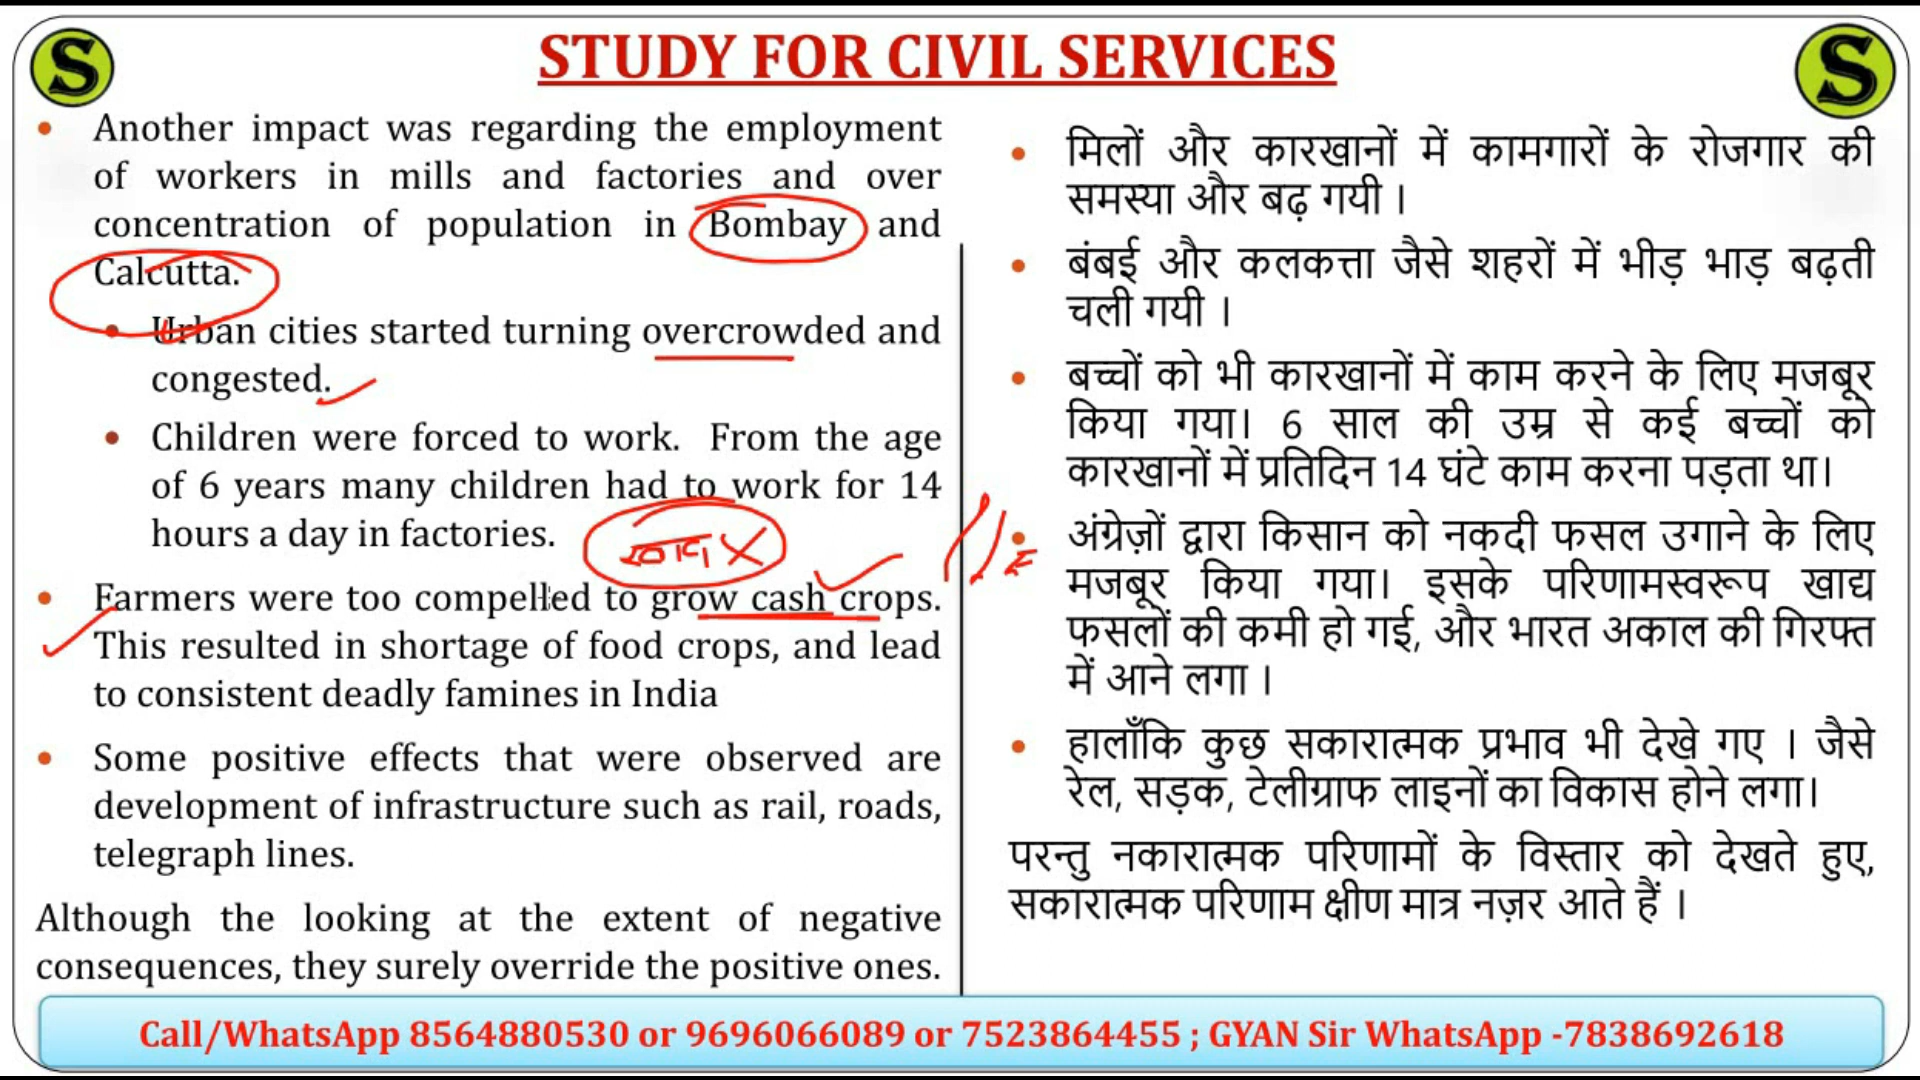 STUDY FOR CIVIL SERVICES
S
S
Another impact was regarding the employment
of workers in mills and factories and over
concentration of population in Bombay and
Calcutta.
Urban cities started turning overcrowded and
congested.
Children were forced to work. From the age
of 6 years many children had to work for 14
hours a day in factories.
Farmers were too compelled to grow cash crops.
This resulted in shortage of food crops, and lead
to consistent deadly famines in India
Some positive effects that were observed are
development of infrastructure such as rail, roads,
telegraph lines.
Although the looking at the extent of negative
consequences, they surely override the positive ones.
मिलों और कारखानों में कामगारों के रोजगार की
समस्या और बढ़ गयी ।
बंबई और कलकत्ता जैसे शहरों में भीड़ भाड़ बढ़ती
चली गयी ।
बच्चों को भी कारखानों में काम करने के लिए मजबूर
किया गया। 6 साल की उम्र से कई बच्चों को
कारखानों में प्रतिदिन 14 घंटे काम करना पड़ता था।
अंग्रेज़ों द्वारा किसान को नकदी फसल उगाने के लिए
मजबूर किया गया। इसके परिणामस्वरूप खाद्य
फसलों की कमी हो गई, और भारत अकाल की गिरफ्त
में आने लगा ।
हालाँकि कुछ सकारात्मक प्रभाव भी देखे गए । जैसे
रेल, सड़क, टेलीग्राफ लाइनों का विकास होने लगा।
परन्तु नकारात्मक परिणामों के विस्तार को देखते हुए,
सकारात्मक परिणाम क्षीण मात्र नज़र आते हैं ।
Call/WhatsApp 8564880530 or 9696066089 or 7523864455 ; GYAN Sir WhatsApp -7838692618